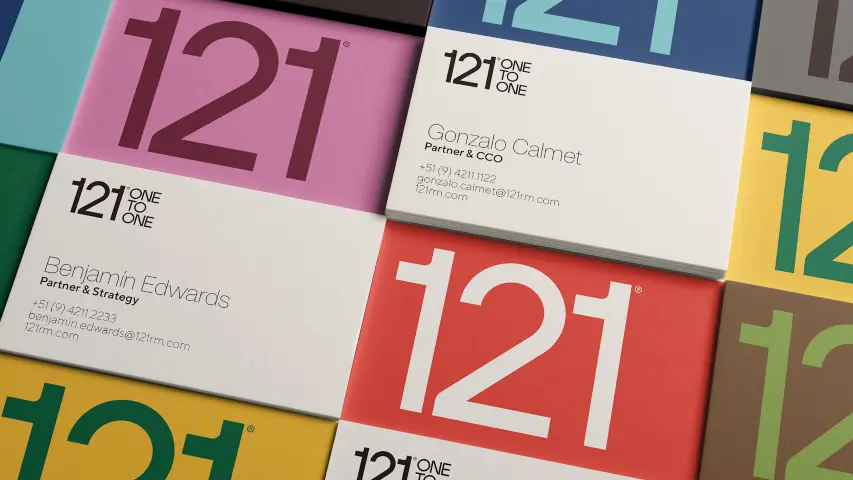 121®
121® ONE
TO
ONE
Gonzalo Calmet
Partner & CCO
+51 (9) 4211.1122
gonzalo.calmet@121rm.com
121rm.com
121® ONE
TO
ONE
Benjamín Edwards
Partner & Strategy
+51 (9) 4211.2233
benjamin.edwards@121rm.com
121rm.com
121®
121®
121® ONE
TO
ONE